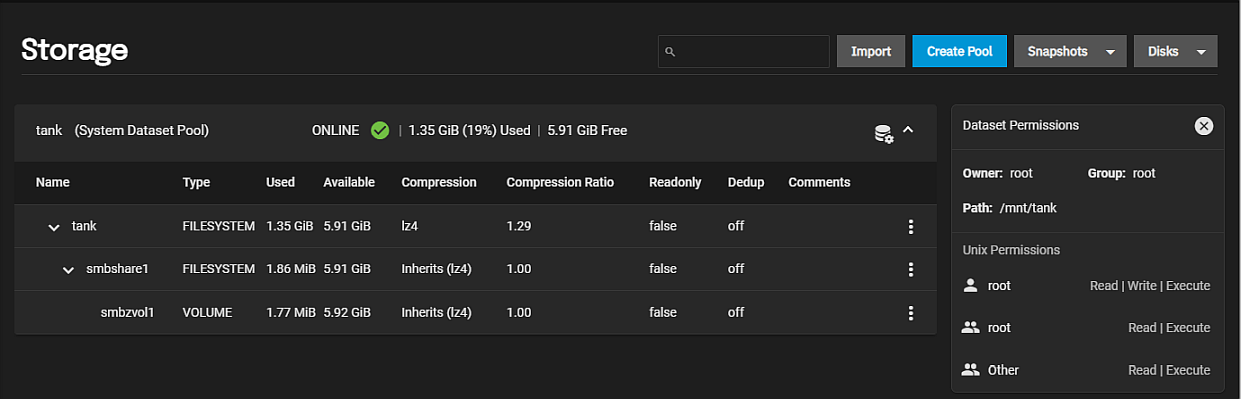 Storage
Import
Create Pool
Snapshots
Disks
tank (System Dataset Pool) ONLINE | 1.35 GiB (19%) Used | 5.91 GiB Free
Name Type Used Available Compression Compression Ratio Readonly Dedup Comments
tank FILESYSTEM 1.35 GiB 5.91 GiB lz4 1.29 false off
smbshare1 FILESYSTEM 1.86 MiB 5.91 GiB Inherits (lz4) 1.00 false off
smbzvol1 VOLUME 1.77 MiB 5.92 GiB Inherits (lz4) 1.00 false off
Dataset Permissions
Owner: root Group: root
Path: /mnt/tank
Unix Permissions
root Read | Write | Execute
root Read | Execute
Other Read | Execute